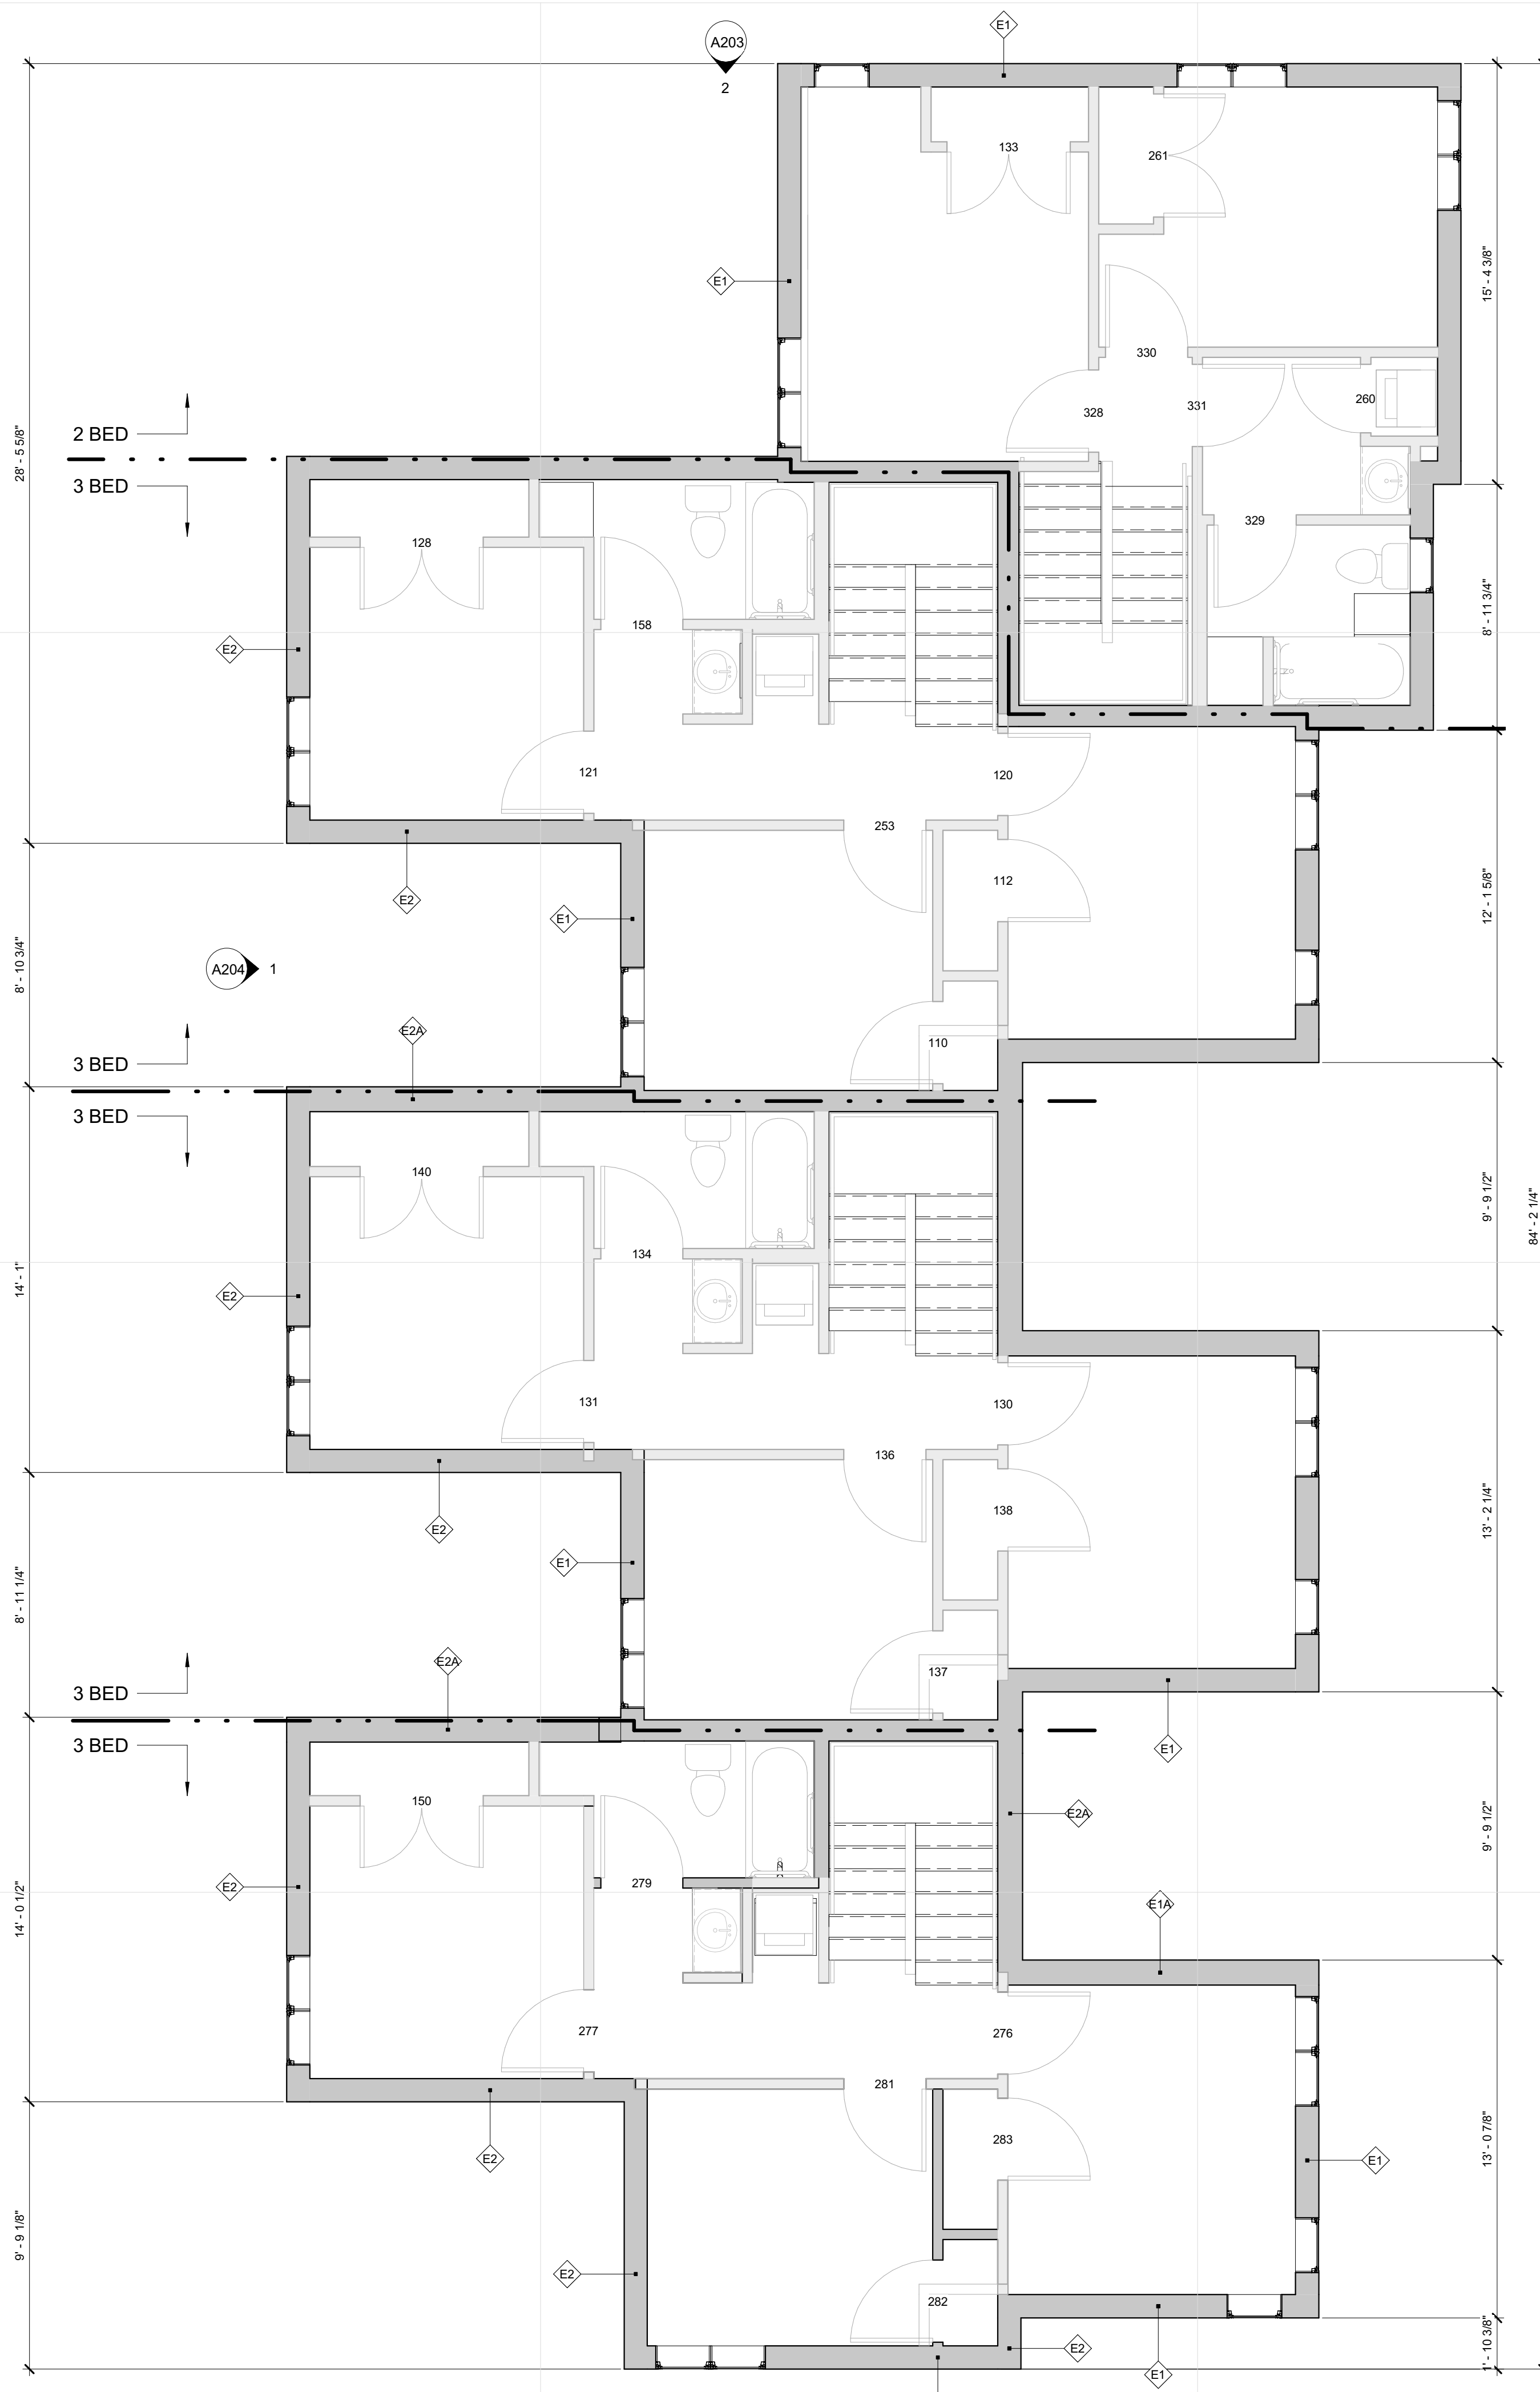 E1
A203
2
133
261
E1
15' - 4 3/8"
330
328
331
260
2 BED
28' - 5 5/8"
3 BED
329
128
158
E2
8' - 11 3/4"
121
120
253
112
E2
E1
12' - 1 5/8"
8' - 10 3/4"
A204
1
E2A
110
3 BED
3 BED
140
9' - 9 1/2"
84' - 2 1/4"
134
14' - 1"
E2
131
130
136
138
13' - 2 1/4"
E2
E1
8' - 11 1/4"
E2A
137
3 BED
3 BED
E1
150
E2A
9' - 9 1/2"
279
E2
E1A
14' - 0 1/2"
277
276
281
283
E2
E1
13' - 0 7/8"
9' - 9 1/8"
E2
282
E2
E1
1' - 10 3/8"